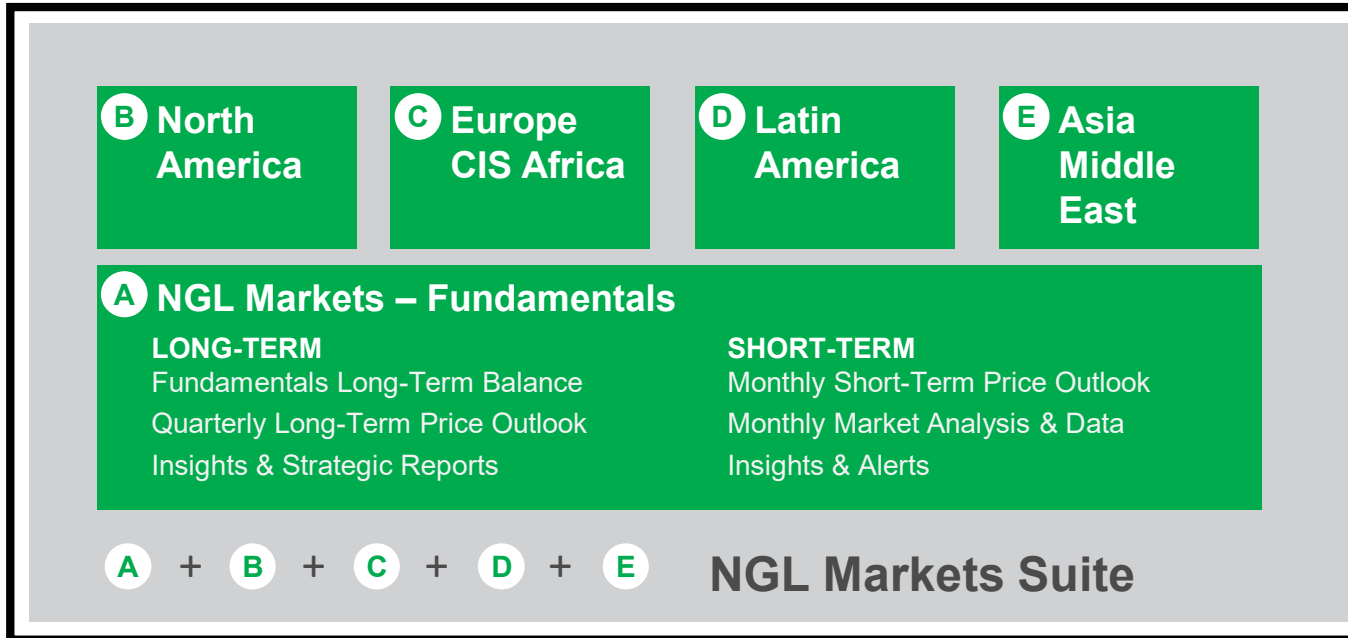 B North
America
C Europe
CIS Africa
D Latin
America
E Asia
Middle
East
A NGL Markets – Fundamentals
LONG-TERM
Fundamentals Long-Term Balance
Quarterly Long-Term Price Outlook
Insights & Strategic Reports
SHORT-TERM
Monthly Short-Term Price Outlook
Monthly Market Analysis & Data
Insights & Alerts
A + B + C + D + E NGL Markets Suite